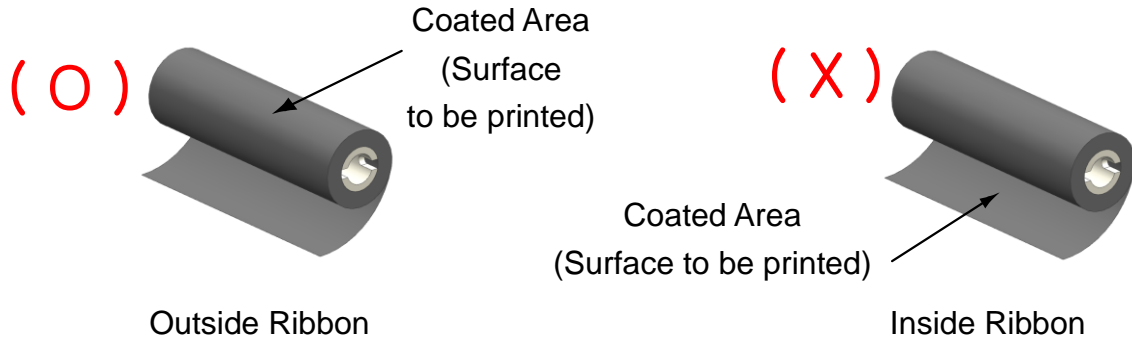 Coated Area
(Surface
to be printed)
( O )
( X )
Coated Area
(Surface to be printed)
Outside Ribbon
Inside Ribbon